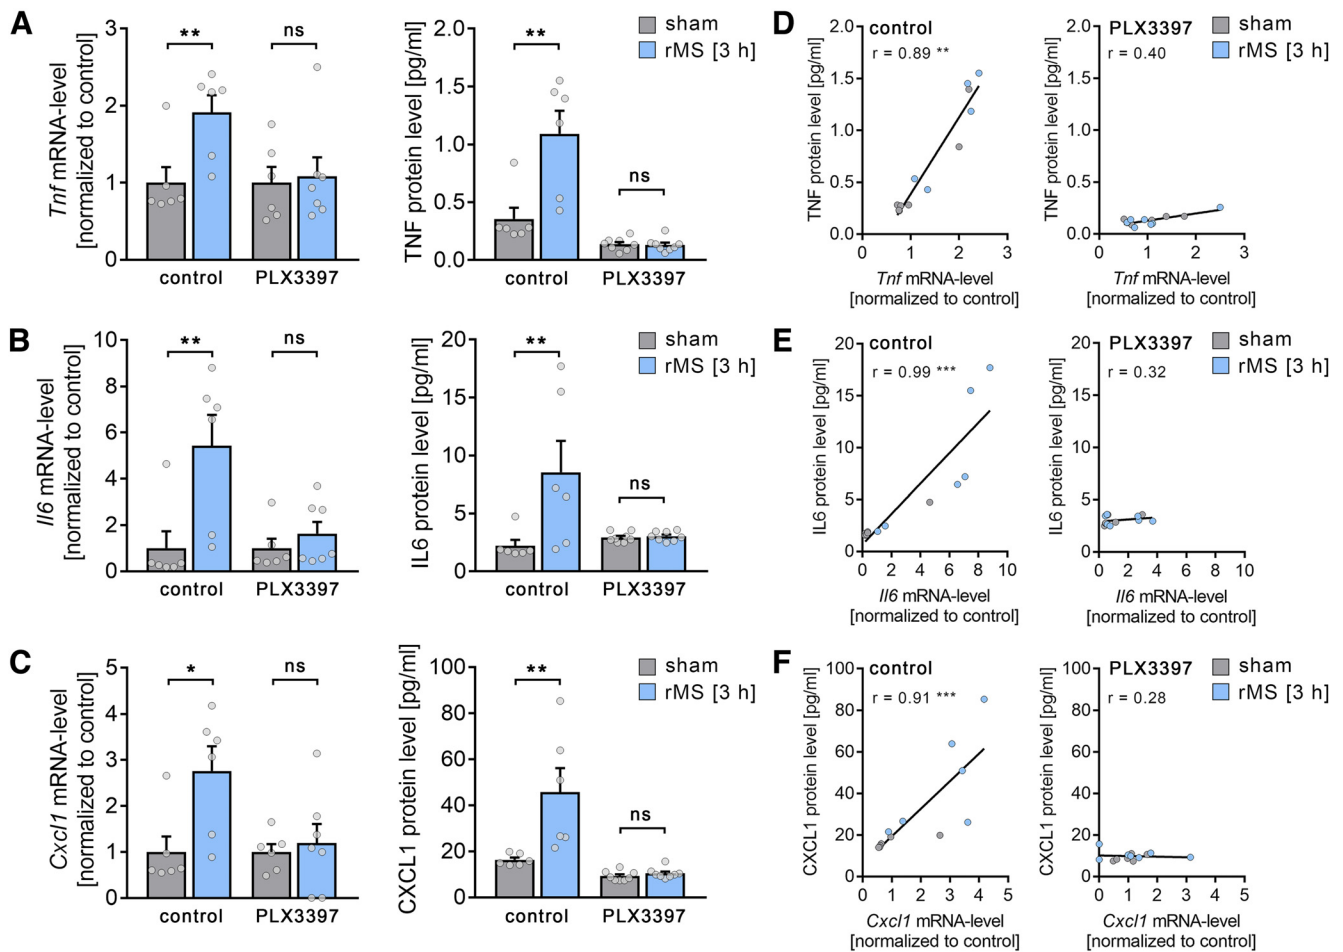 A
Tnf mRNA-level
[normalized to control]
3
2
1
0
**
ns
control PLX3397
TNF protein level [pg/ml]
2.0
1.5
1.0
0.5
0.0
**
ns
control PLX3397
sham
rMS [3 h]
D
TNF protein level [pg/ml]
2.0
1.5
1.0
0.5
0.0
control
r = 0.89 **
0 1 2 3
Tnf mRNA-level
[normalized to control]
TNF protein level [pg/ml]
2.0
1.5
1.0
0.5
0.0
PLX3397
r = 0.40
0 1 2 3
Tnf mRNA-level
[normalized to control]
sham
rMS [3 h]
B
Il6 mRNA-level
[normalized to control]
10
8
6
4
2
0
**
ns
control PLX3397
IL6 protein level [pg/ml]
20
15
10
5
0
**
ns
control PLX3397
sham
rMS [3 h]
E
IL6 protein level [pg/ml]
20
15
10
5
0
control
r = 0.99 ***
0 2 4 6 8 10
Il6 mRNA-level
[normalized to control]
IL6 protein level [pg/ml]
20
15
10
5
0
PLX3397
r = 0.32
0 2 4 6 8 10
Il6 mRNA-level
[normalized to control]
sham
rMS [3 h]
C
Cxcl1 mRNA-level
[normalized to control]
5
4
3
2
1
0
*
ns
control PLX3397
CXCL1 protein level [pg/ml]
100
80
60
40
20
0
**
ns
control PLX3397
sham
rMS [3 h]
F
CXCL1 protein level [pg/ml]
100
80
60
40
20
0
control
r = 0.91 ***
0 1 2 3 4 5
Cxcl1 mRNA-level
[normalized to control]
CXCL1 protein level [pg/ml]
100
80
60
40
20
0
PLX3397
r = 0.28
0 1 2 3 4 5
Cxcl1 mRNA-level
[normalized to control]
sham
rMS [3 h]